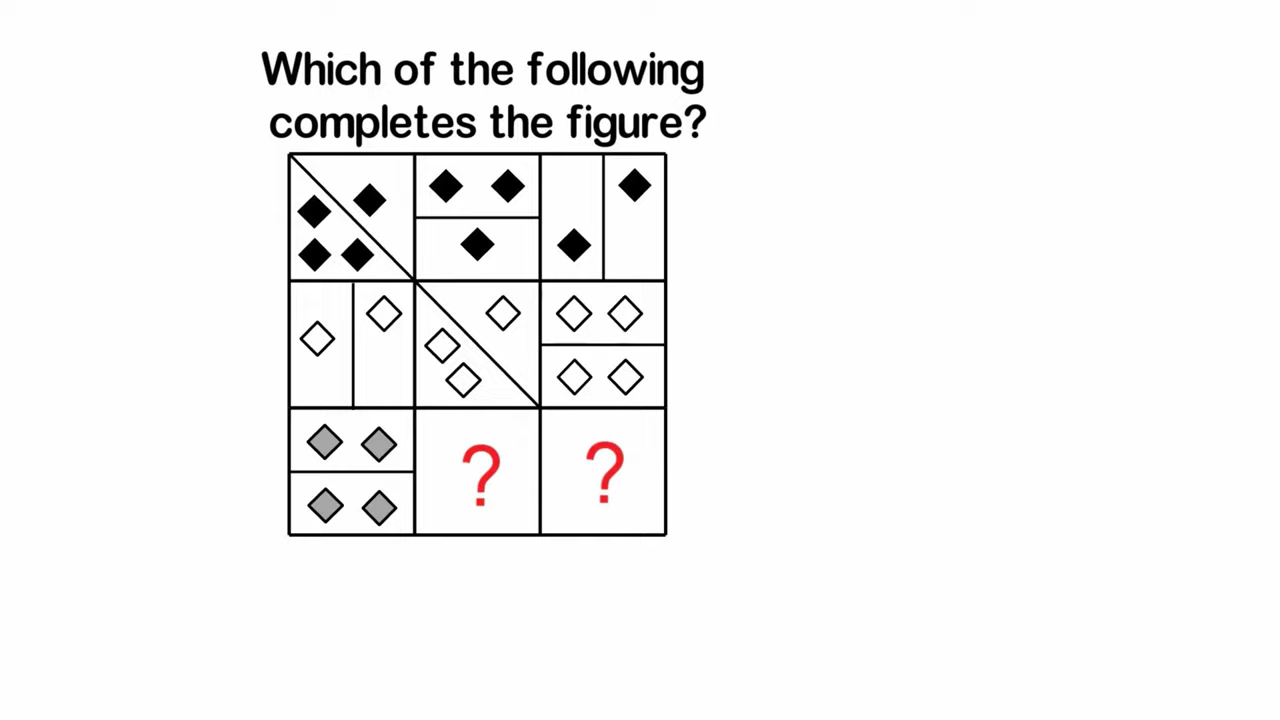 Which of the following
completes the figure?
? ?